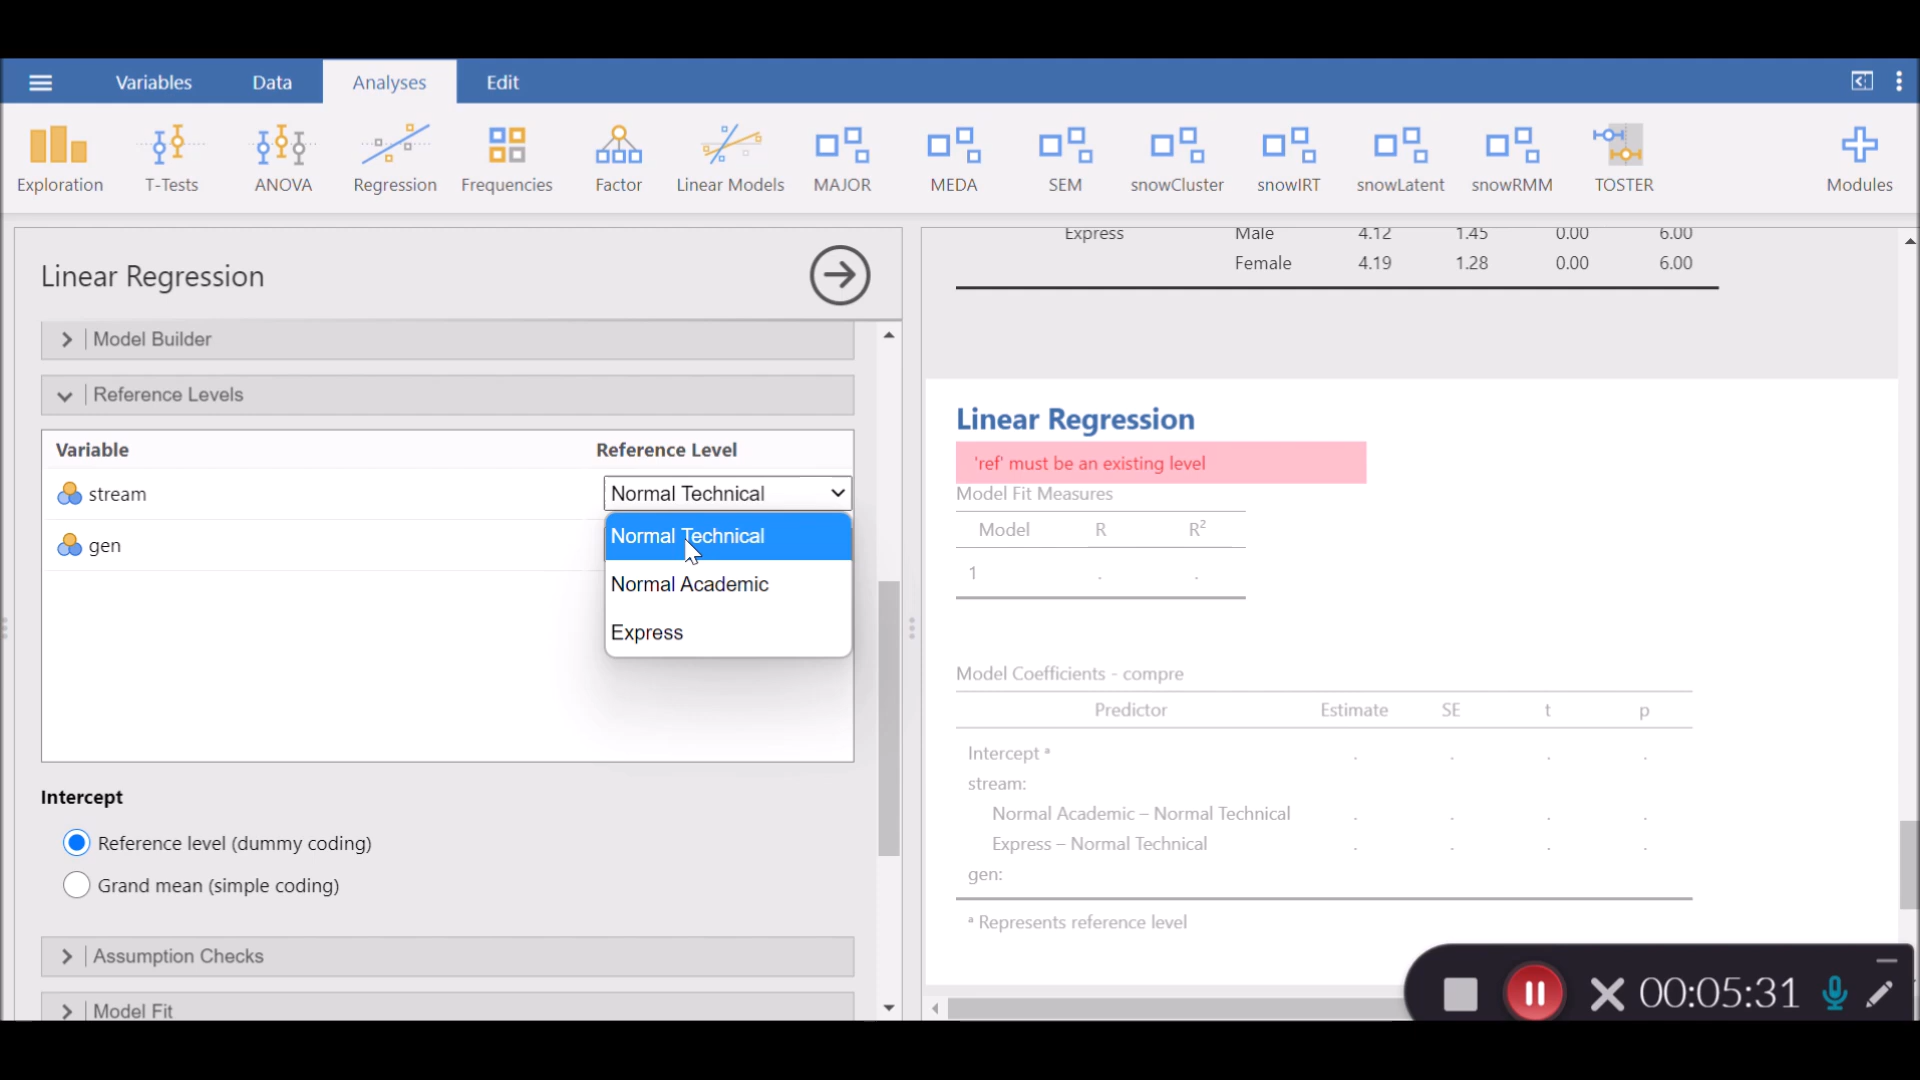 Variables Data Analyses Edit
Exploration T-Tests ANOVA Regression Frequencies Factor Linear Models MAJOR MEDA SEM snowCluster snowIRT snowLatent snowRMM TOSTER Modules
Linear Regression
Model Builder
Reference Levels
Variable Reference Level
stream Normal Technical
gen
Normal Technical
Normal Academic
Express
Intercept
Reference level (dummy coding)
Grand mean (simple coding)
Assumption Checks
Model Fit
Express Male 4.12 1.45 0.00 6.00
Female 4.19 1.28 0.00 6.00
Linear Regression
'ref' must be an existing level
Model Fit Measures
Model R R²
1 . .
Model Coefficients - compre
Predictor Estimate SE t p
Intercept ᵃ . . . .
stream:
Normal Academic – Normal Technical . . . .
Express – Normal Technical . . . .
gen:
ᵃ Represents reference level
00:05:31